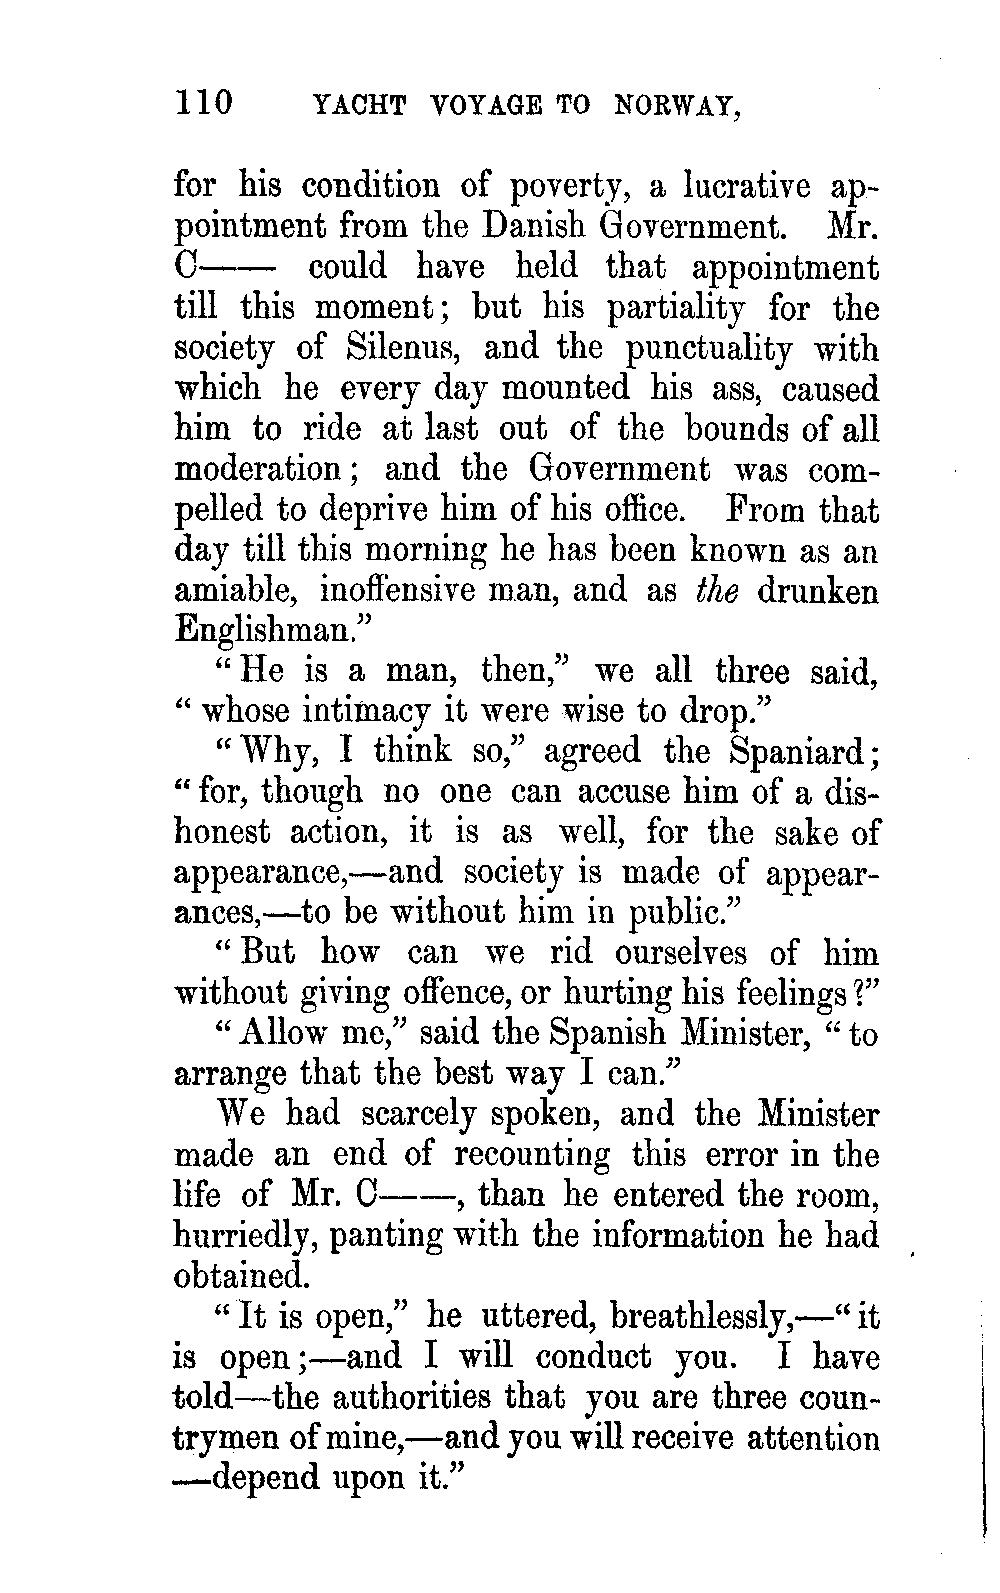 110 YACHT VOYAGE TO NORWAY,
for his condition of poverty, a lucrative ap-
pointment from the Danish Government. Mr.
C—— could have held that appointment
till this moment; but his partiality for the
society of Silenus, and the punctuality with
which he every day mounted his ass, caused
him to ride at last out of the bounds of all
moderation; and the Government was com-
pelled to deprive him of his office. From that
day till this morning he has been known as an
amiable, inoffensive man, and as the drunken
Englishman.”
“He is a man, then,” we all three said,
“whose intimacy it were wise to drop.”
“Why, I think so,” agreed the Spaniard;
“for, though no one can accuse him of a dis-
honest action, it is as well, for the sake of
appearance,—and society is made of appear-
ances,—to be without him in public.”
“But how can we rid ourselves of him
without giving offence, or hurting his feelings?”
“Allow me,” said the Spanish Minister, “to
arrange that the best way I can.”
We had scarcely spoken, and the Minister
made an end of recounting this error in the
life of Mr. C——, than he entered the room,
hurriedly, panting with the information he had
obtained.
“It is open,” he uttered, breathlessly,—“it
is open;—and I will conduct you. I have
told—the authorities that you are three coun-
trymen of mine,—and you will receive attention
—depend upon it.”